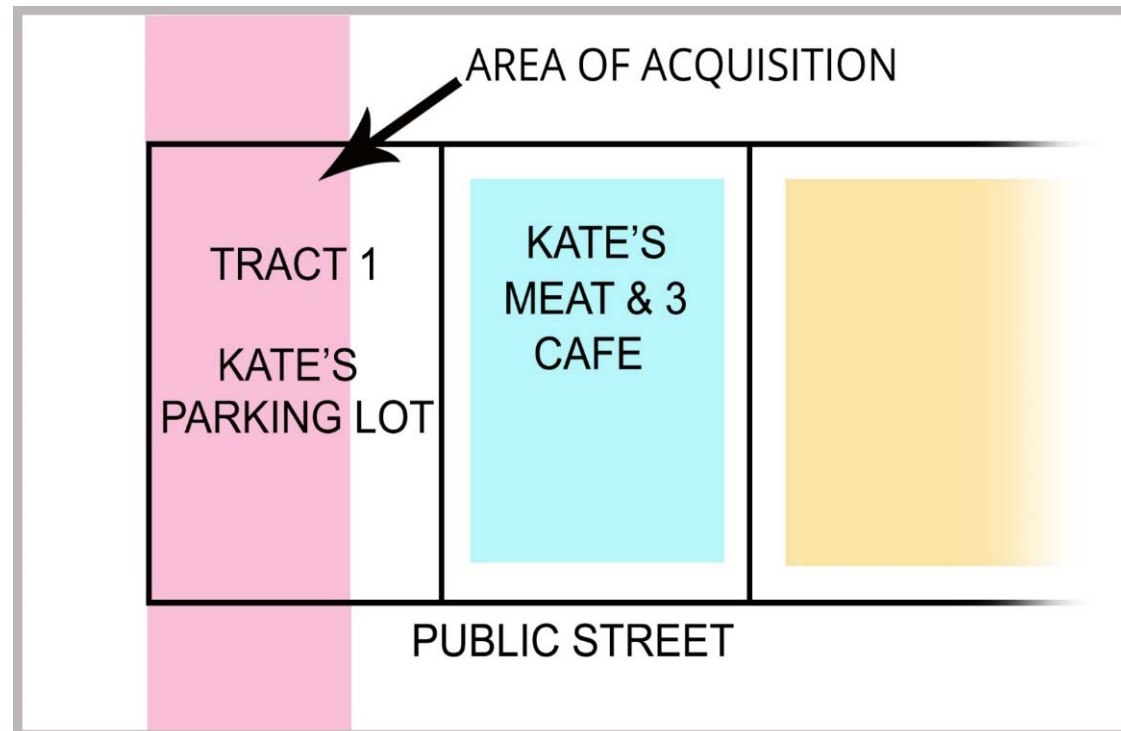 AREA OF ACQUISITION
TRACT 1
KATE'S
PARKING LOT
KATE'S
MEAT & 3
CAFE
PUBLIC STREET